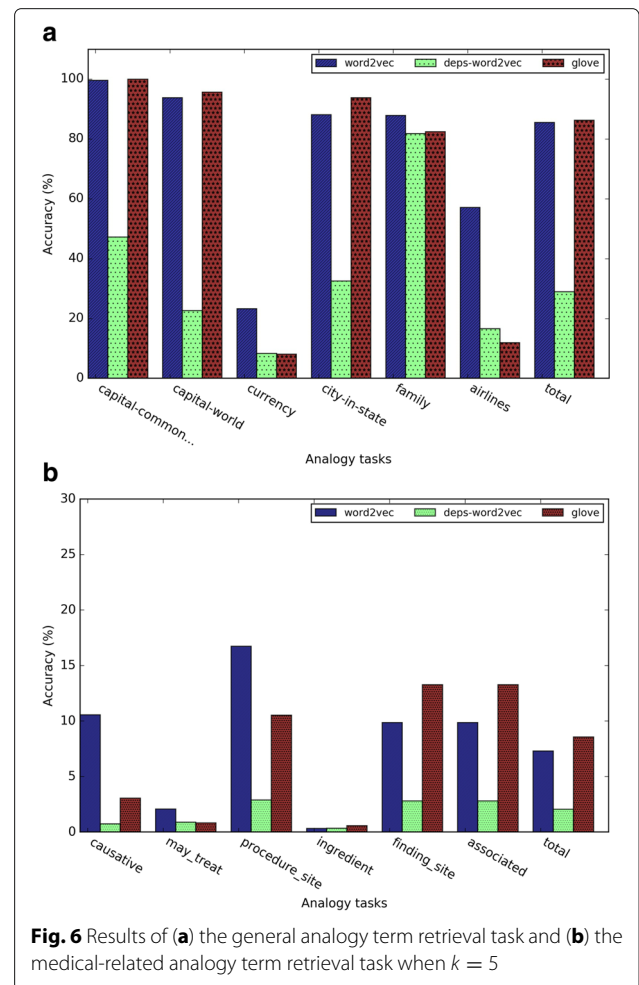 a
word2vec deps-word2vec glove
100
80
60
40
20
0
Accuracy (%)
capital-common... capital-world currency city-in-state family airlines total
Analogy tasks
b
word2vec deps-word2vec glove
30
25
20
15
10
5
0
Accuracy (%)
causative may_treat procedure_site ingredient finding_site associated total
Analogy tasks
Fig. 6 Results of (a) the general analogy term retrieval task and (b) the
medical-related analogy term retrieval task when k = 5